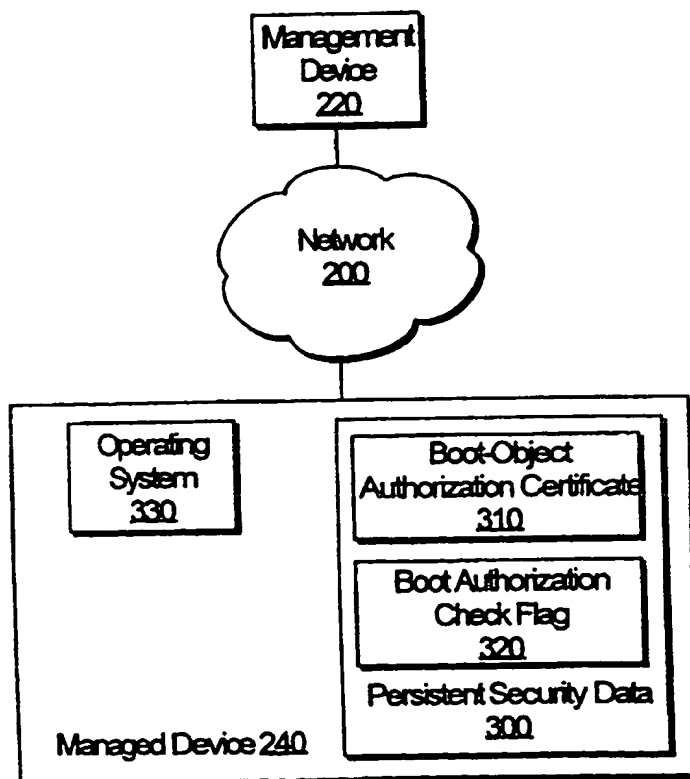 Management
Device
220
Network
200
Operating
System
330
Boot-Object
Authorization Certificate
310
Boot Authorization
Check Flag
320
Persistent Security Data
300
Managed Device 240